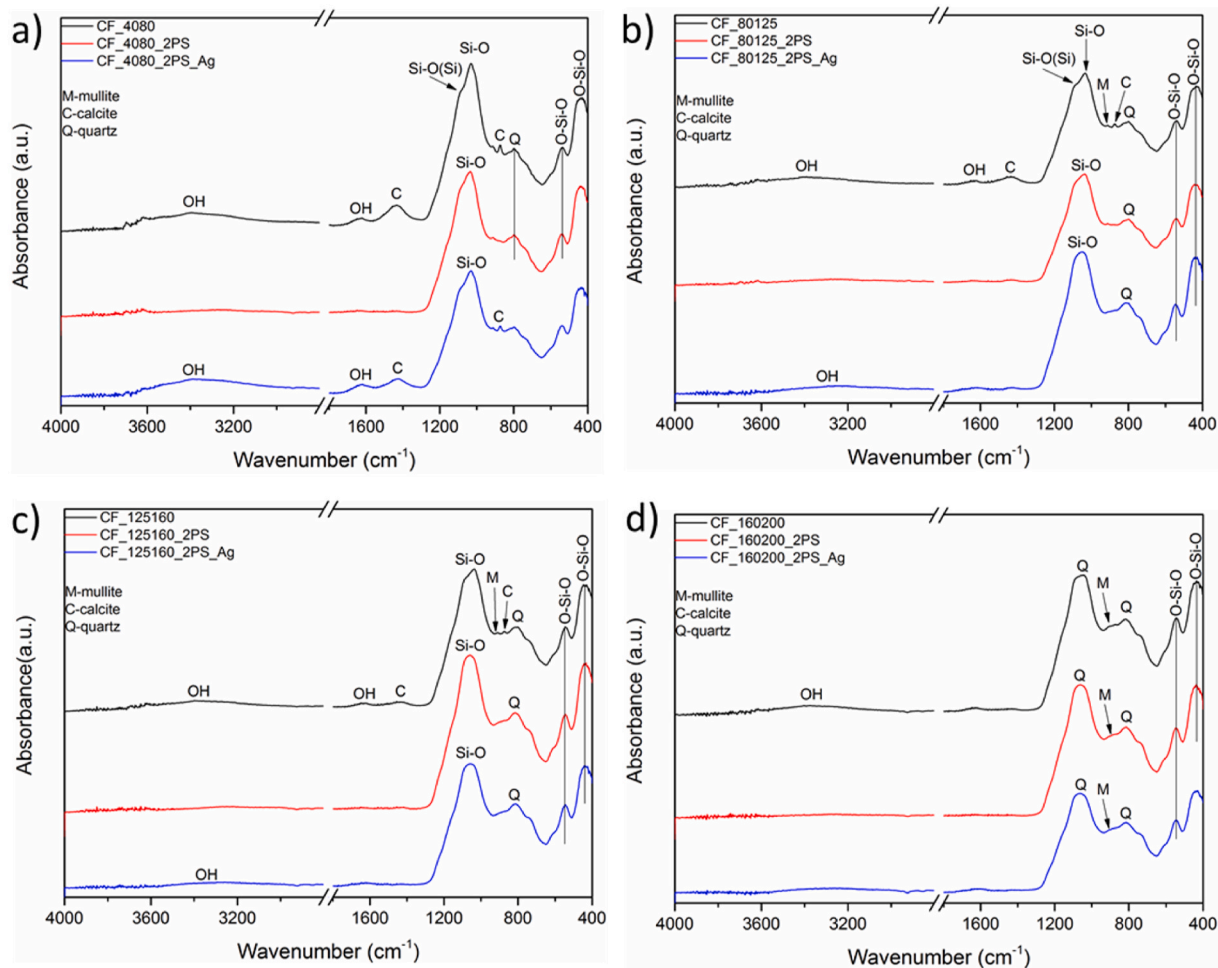 a)
CF_4080
CF_4080_2PS
CF_4080_2PS_Ag
M-mullite
C-calcite
Q-quartz
Si-O
Si-O(Si)
C
Q
O-Si-O
O-Si-O
OH
OH
C
Si-O
Si-O
C
OH
OH
C
Absorbance (a.u.)
4000
3600
3200
1600
1200
800
400
Wavenumber (cm-1)
b)
CF_80125
CF_80125_2PS
CF_80125_2PS_Ag
M-mullite
C-calcite
Q-quartz
Si-O
Si-O(Si)
M
C
Q
O-Si-O
O-Si-O
OH
OH
C
Si-O
Q
Si-O
Q
OH
Absorbance (a.u.)
4000
3600
3200
1600
1200
800
400
Wavenumber (cm-1)
c)
CF_125160
CF_125160_2PS
CF_125160_2PS_Ag
M-mullite
C-calcite
Q-quartz
Si-O
M
C
Q
O-Si-O
O-Si-O
OH
OH
C
Si-O
Q
Si-O
Q
OH
Absorbance(a.u.)
4000
3600
3200
1600
1200
800
400
Wavenumber (cm-1)
d)
CF_160200
CF_160200_2PS
CF_160200_2PS_Ag
M-mullite
C-calcite
Q-quartz
Q
M
Q
O-Si-O
O-Si-O
OH
Q
M
Q
Q
M
Q
Absorbance (a.u.)
4000
3600
3200
1600
1200
800
400
Wavenumber (cm-1)